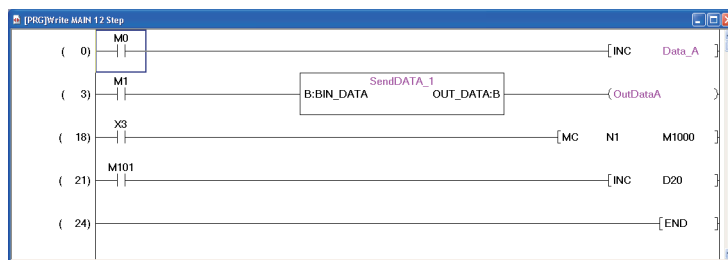 [PRG]Write MAIN 12 Step
M0
( 0) [INC Data_A ]
M1 SendDATA_1
( 3) B:BIN_DATA OUT_DATA:B (OutDataA )
X3
( 18) [MC N1 M1000 ]
M101
( 21) [INC D20 ]
( 24) [END ]